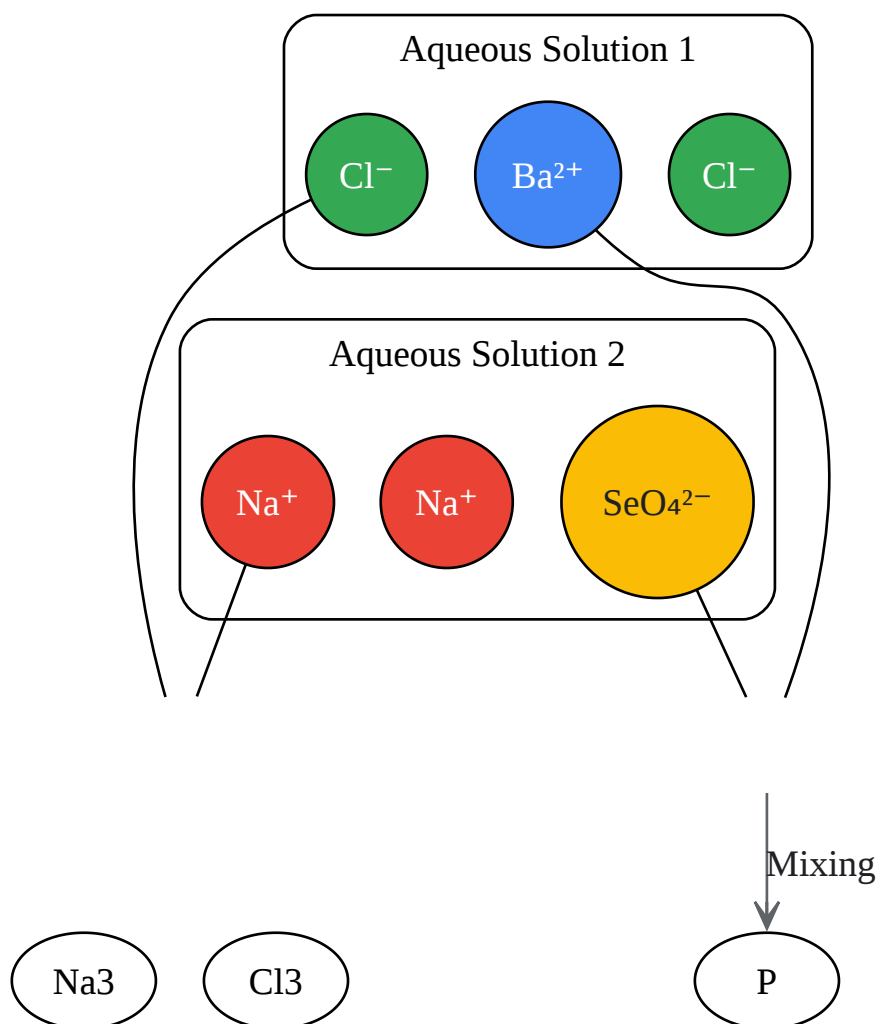 Aqueous Solution 1
Cl⁻
Ba²⁺
Cl⁻
Aqueous Solution 2
Na⁺
Na⁺
SeO₄²⁻
Mixing
Na3
Cl3
P